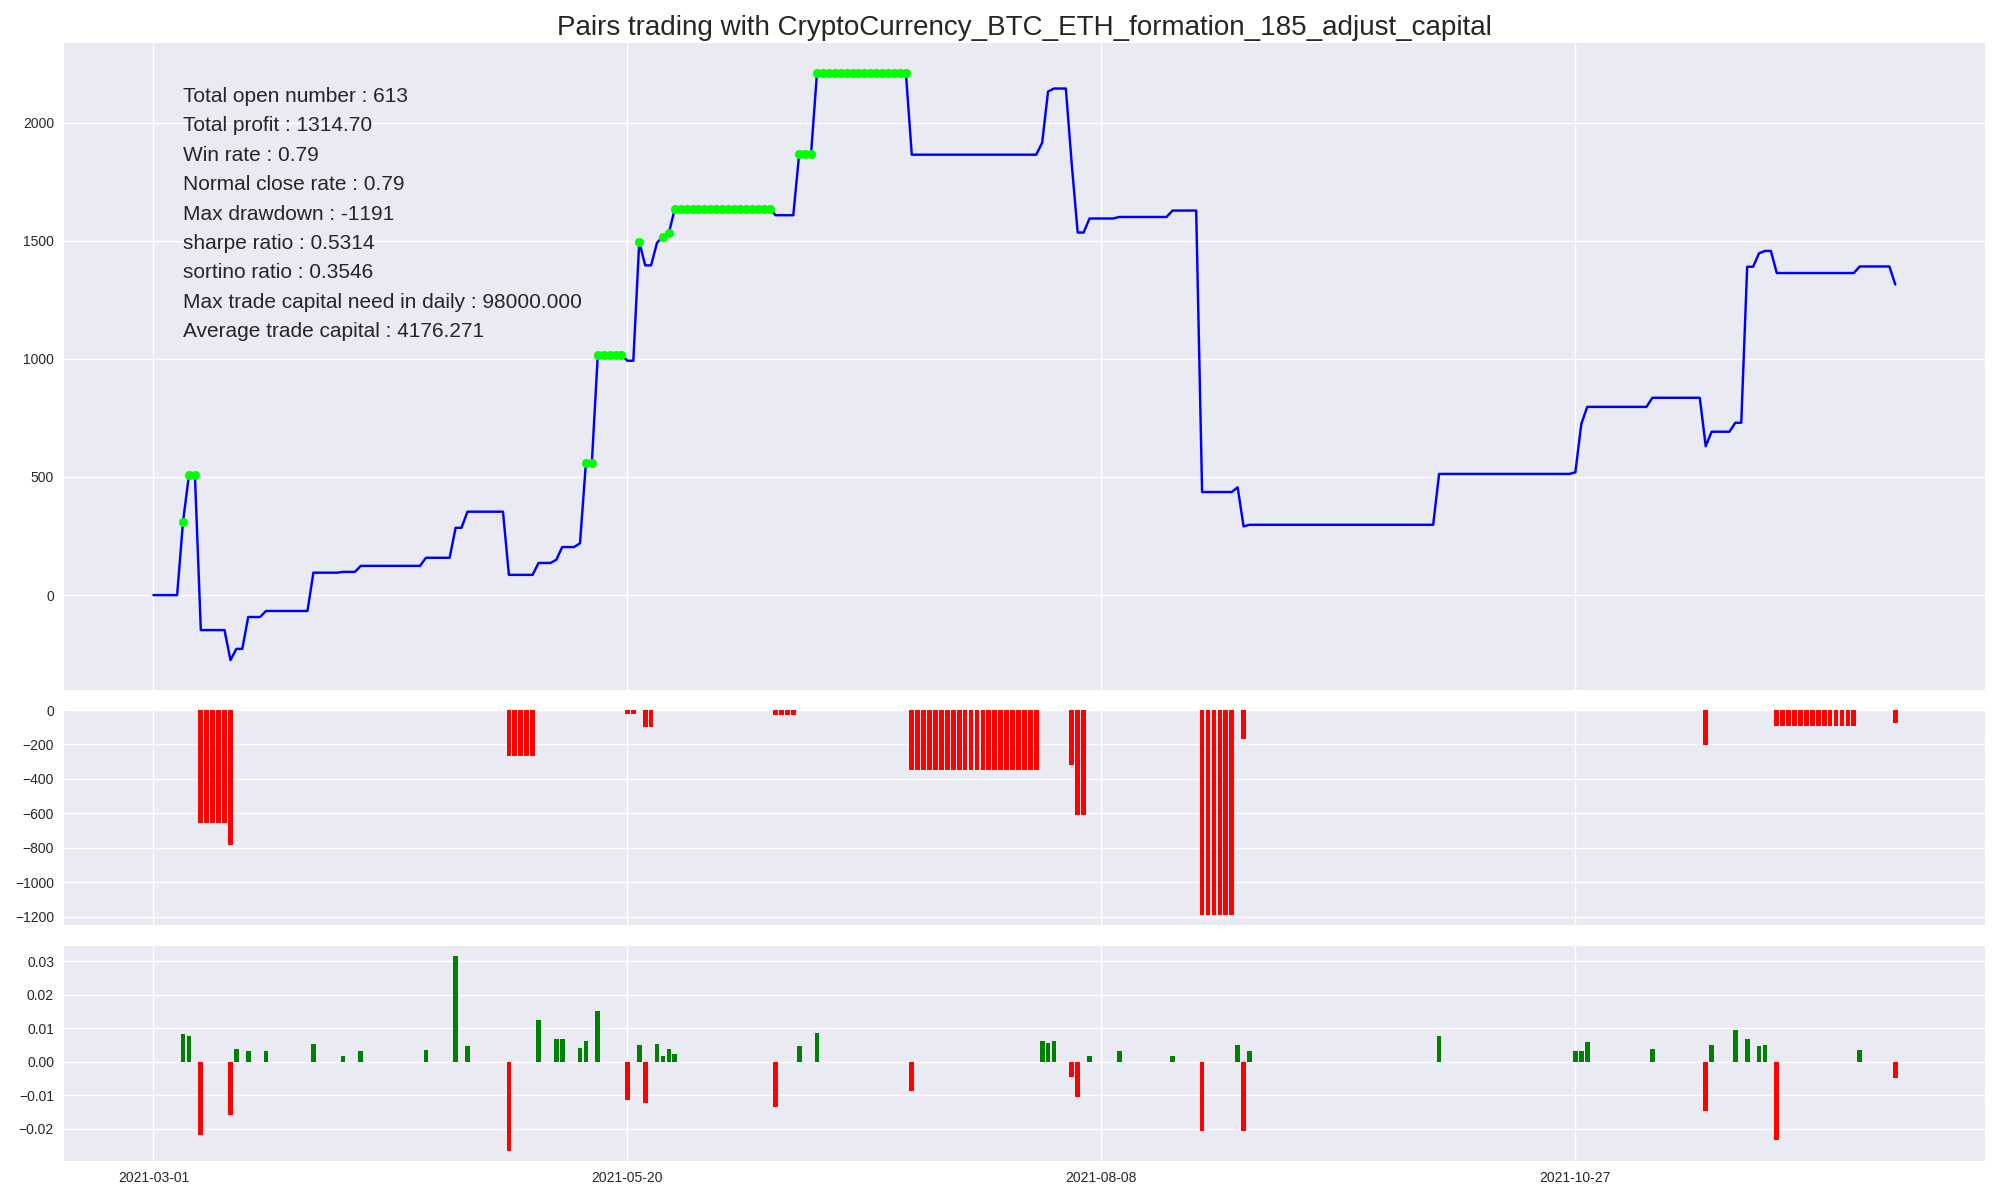 Pairs trading with CryptoCurrency_BTC_ETH_formation_185_adjust_capital
Total open number : 613
Total profit : 1314.70
Win rate : 0.79
Normal close rate : 0.79
Max drawdown : -1191
sharpe ratio : 0.5314
sortino ratio : 0.3546
Max trade capital need in daily : 98000.000
Average trade capital : 4176.271
2000
1500
1000
500
0
0
−200
−400
−600
−800
−1000
−1200
0.03
0.02
0.01
0.00
−0.01
−0.02
2021-03-01 2021-05-20 2021-08-08 2021-10-27